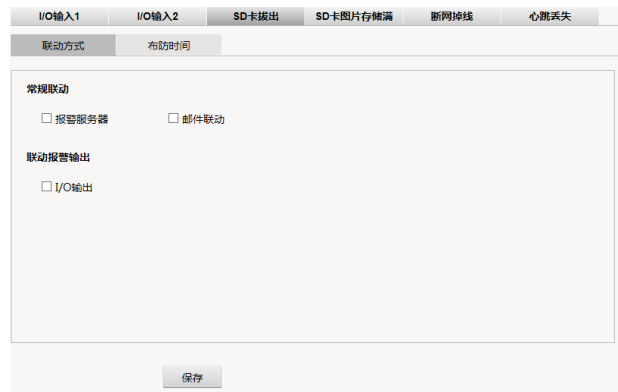 I/O输入1 I/O输入2 SD卡拔出 SD卡图片存储满 断网掉线 心跳丢失
联动方式 布防时间
常规联动
报警服务器 邮件联动
联动报警输出
I/O输出
保存